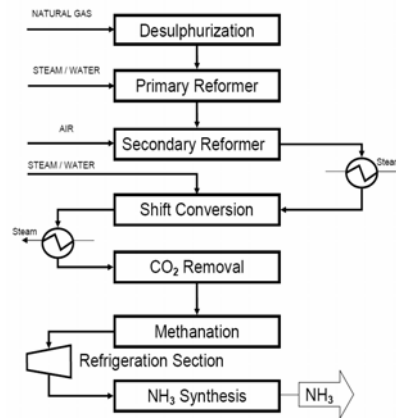 NATURAL GAS
Desulphurization
STEAM / WATER
Primary Reformer
AIR
Secondary Reformer
STEAM / WATER
Steam
Shift Conversion
Steam
CO₂ Removal
Methanation
Refrigeration Section
NH₃ Synthesis
NH₃